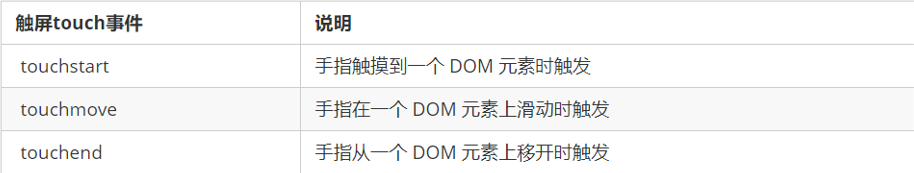 触屏touch事件 说明
touchstart 手指触摸到一个 DOM 元素时触发
touchmove 手指在一个 DOM 元素上滑动时触发
touchend 手指从一个 DOM 元素上移开时触发